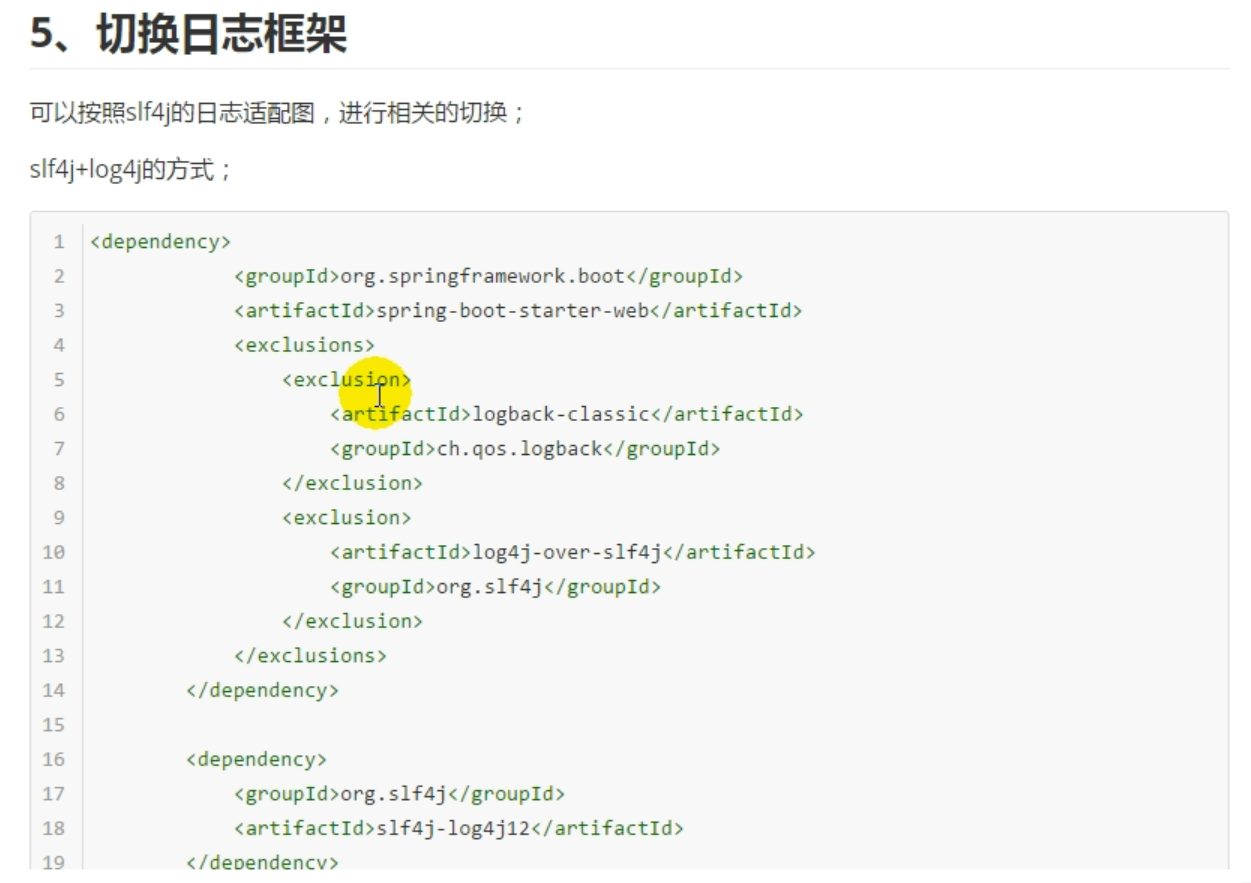 5、切换日志框架
可以按照slf4j的日志适配图，进行相关的切换；
slf4j+log4j的方式；
1 <dependency>
2 <groupId>org.springframework.boot</groupId>
3 <artifactId>spring-boot-starter-web</artifactId>
4 <exclusions>
5 <exclusion>
6 <artifactId>logback-classic</artifactId>
7 <groupId>ch.qos.logback</groupId>
8 </exclusion>
9 <exclusion>
10 <artifactId>log4j-over-slf4j</artifactId>
11 <groupId>org.slf4j</groupId>
12 </exclusion>
13 </exclusions>
14 </dependency>
15
16 <dependency>
17 <groupId>org.slf4j</groupId>
18 <artifactId>slf4j-log4j12</artifactId>
19 </dependency>